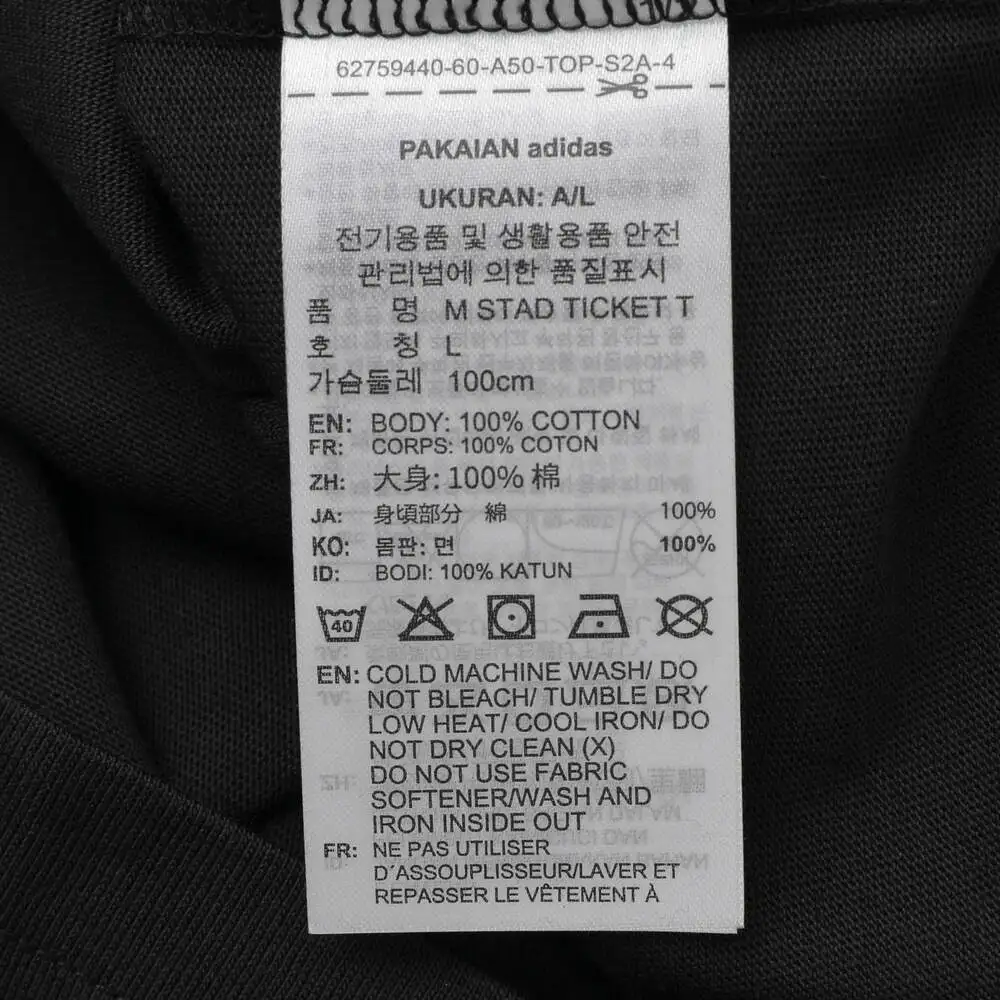 62759440-60-A50-TOP-S2A-4
PAKAIAN adidas
UKURAN: A/L
전기용품 및 생활용품 안전
관리법에 의한 품질표시
품 명 M STAD TICKET T
호 칭 L
가슴둘레 100cm
EN: BODY: 100% COTTON
FR: CORPS: 100% COTON
ZH: 大身: 100% 棉
JA: 身頃部分 綿 100%
KO: 몸판: 면 100%
ID: BODI: 100% KATUN
40
EN: COLD MACHINE WASH/ DO
NOT BLEACH/ TUMBLE DRY
LOW HEAT/ COOL IRON/ DO
NOT DRY CLEAN (X)
DO NOT USE FABRIC
SOFTENER/WASH AND
IRON INSIDE OUT
FR: NE PAS UTILISER
D´ASSOUPLISSEUR/LAVER ET
REPASSER LE VÊTEMENT À